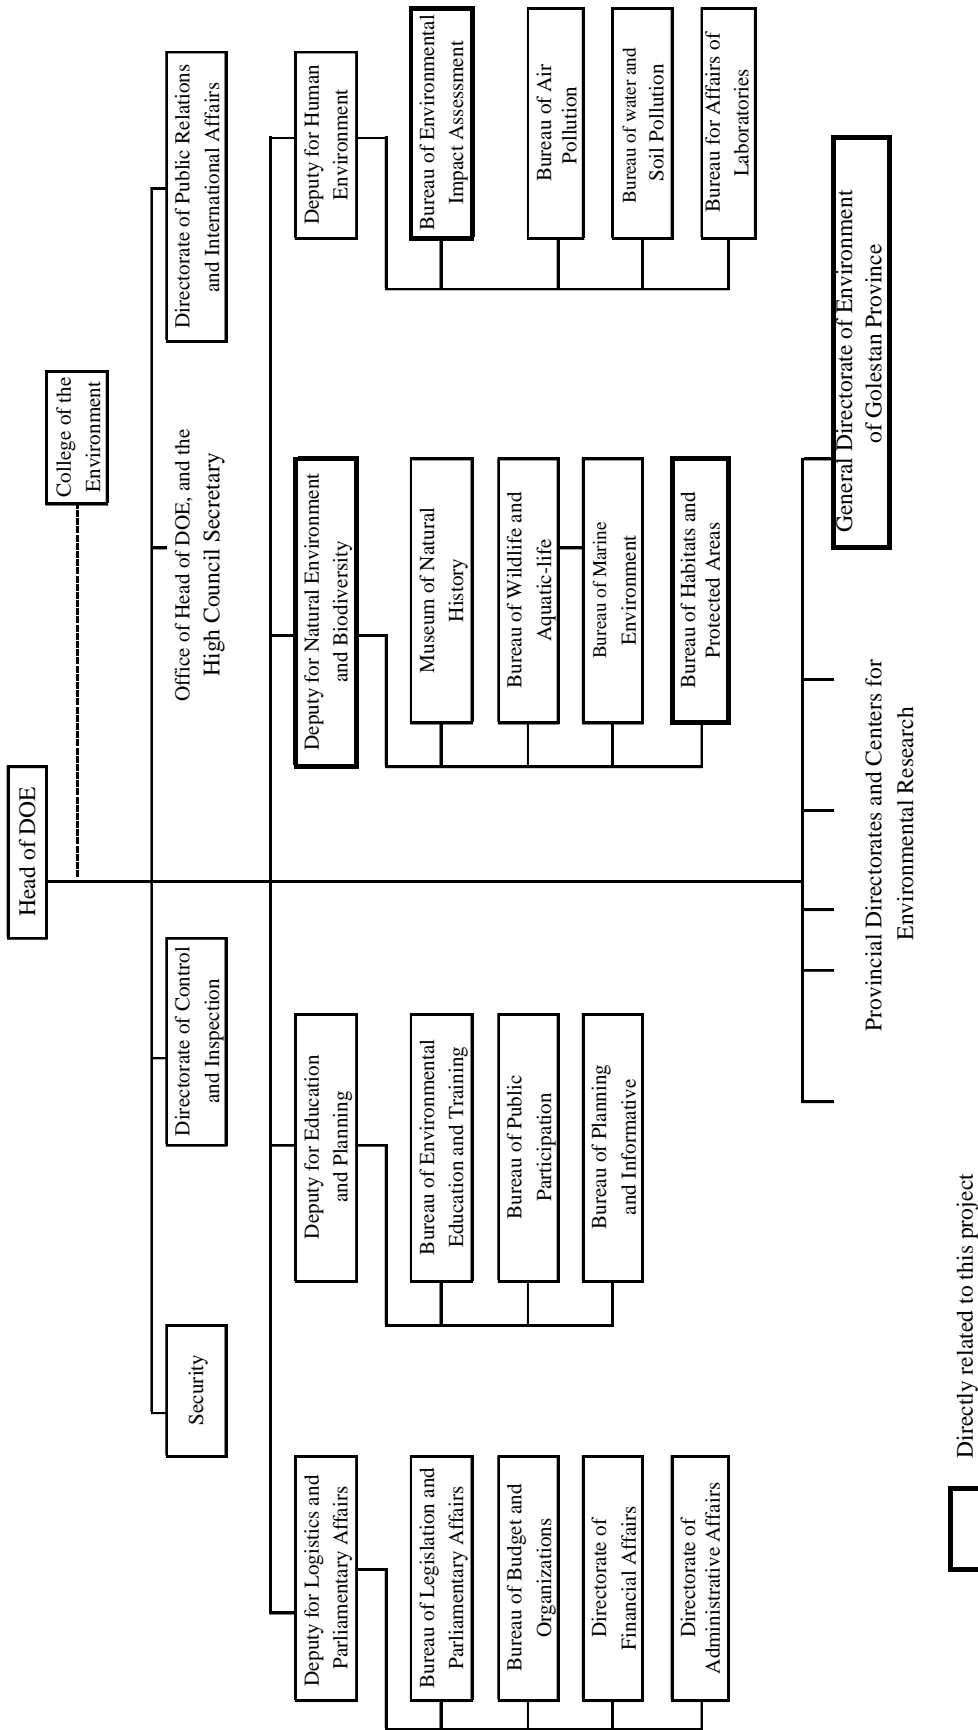 Head of DOE
College of the
Environment
Security
Directorate of Control
and Inspection
Office of Head of DOE, and the
High Council Secretary
Directorate of Public Relations
and International Affairs
Deputy for Logistics and
Parliamentary Affairs
Deputy for Education
and Planning
Deputy for Natural Environment
and Biodiversity
Deputy for Human
Environment
Bureau of Legislation and
Parliamentary Affairs
Bureau of Budget and
Organizations
Directorate of
Financial Affairs
Directorate of
Administrative Affairs
Bureau of Environmental
Education and Training
Bureau of Public
Participation
Bureau of Planning
and Informative
Museum of Natural
History
Bureau of Wildlife and
Aquatic-life
Bureau of Marine
Environment
Bureau of Habitats and
Protected Areas
Bureau of Environmental
Impact Assessment
Bureau of Air
Pollution
Bureau of water and
Soil Pollution
Bureau for Affairs of
Laboratories
Provincial Directorates and Centers for
Environmental Research
General Directorate of Environment
of Golestan Province
Directly related to this project